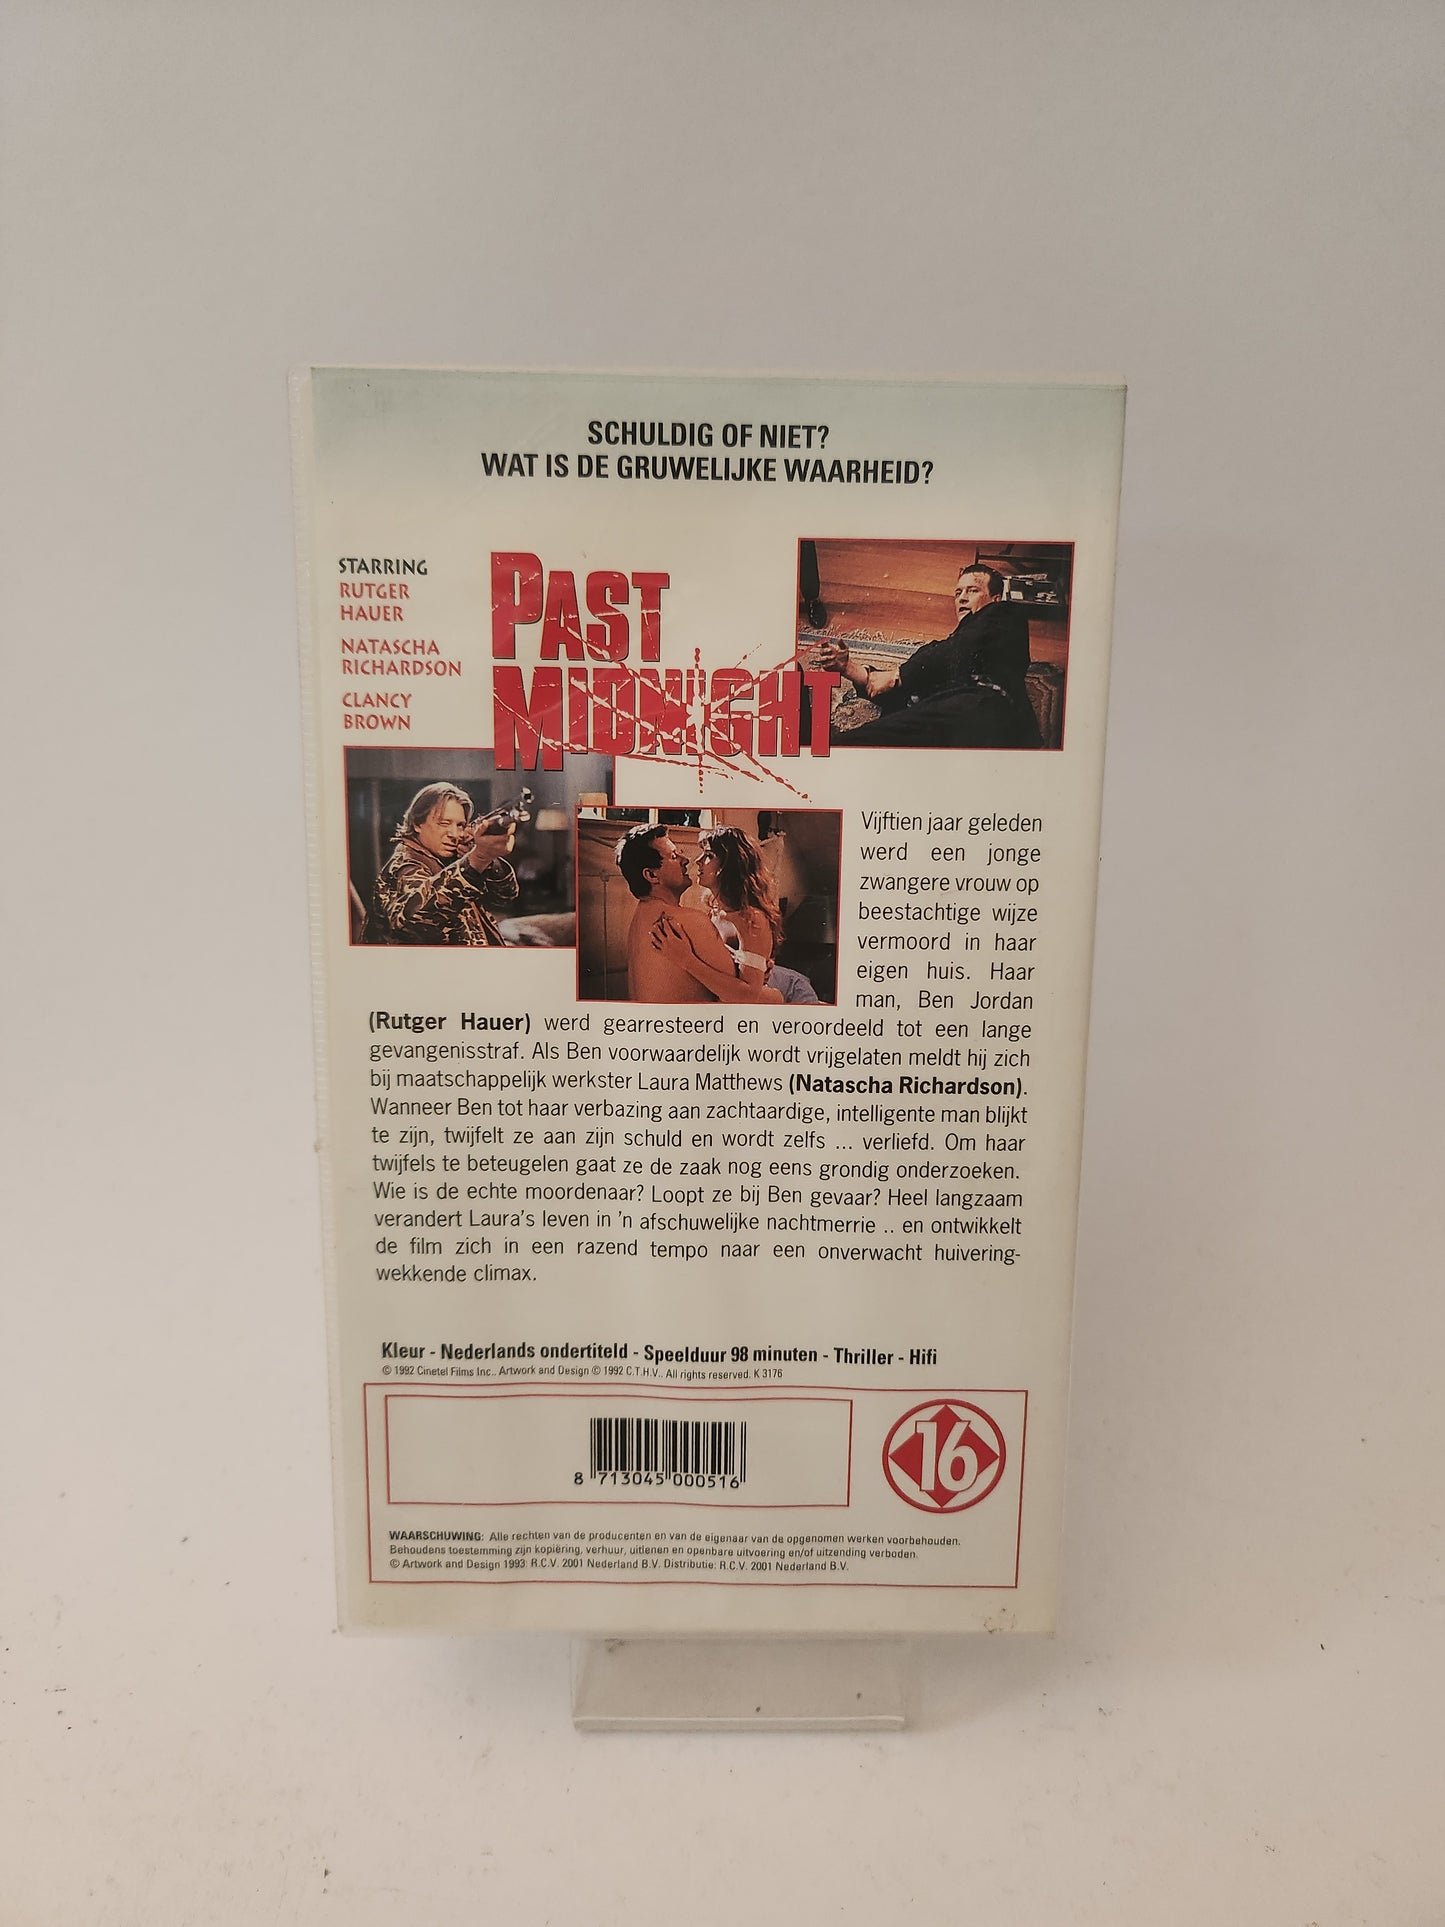 SCHULDIG OF NIET?
WAT IS DE GRUWELIJKE WAARHEID?
STARRING
RUTGER
HAUER
NATASCHA
RICHARDSON
CLANCY
BROWN
PAST
MIDNIGHT
Vijftien jaar geleden
werd een jonge
zwangere vrouw op
beestachtige wijze
vermoord in haar
eigen huis. Haar
man, Ben Jordan
(Rutger Hauer) werd gearresteerd en veroordeeld tot een lange
gevangenisstraf. Als Ben voorwaardelijk wordt vrijgelaten meldt hij zich
bij maatschappelijk werkster Laura Matthews (Natascha Richardson).
Wanneer Ben tot haar verbazing aan zachtaardige, intelligente man blijkt
te zijn, twijfelt ze aan zijn schuld en wordt zelfs ... verliefd. Om haar
twijfels te beteugelen gaat ze de zaak nog eens grondig onderzoeken.
Wie is de echte moordenaar? Loopt ze bij Ben gevaar? Heel langzaam
verandert Laura's leven in 'n afschuwelijke nachtmerrie .. en ontwikkelt
de film zich in een razend tempo naar een onverwacht huivering-
wekkende climax.
Kleur - Nederlands ondertiteld - Speelduur 98 minuten - Thriller - Hifi
© 1992 Cinetel Films Inc.. Artwork and Design © 1992 C.T.H.V.. All rights reserved. K 3176
8 713045 000516
16
WAARSCHUWING: Alle rechten van de producenten en van de eigenaar van de opgenomen werken voorbehouden.
Behoudens toestemming zijn kopiëring, verhuur, uitlenen en openbare uitvoering en/of uitzending verboden.
© Artwork and Design 1993: R.C.V. 2001 Nederland B.V. Distributie: R.C.V. 2001 Nederland B.V.